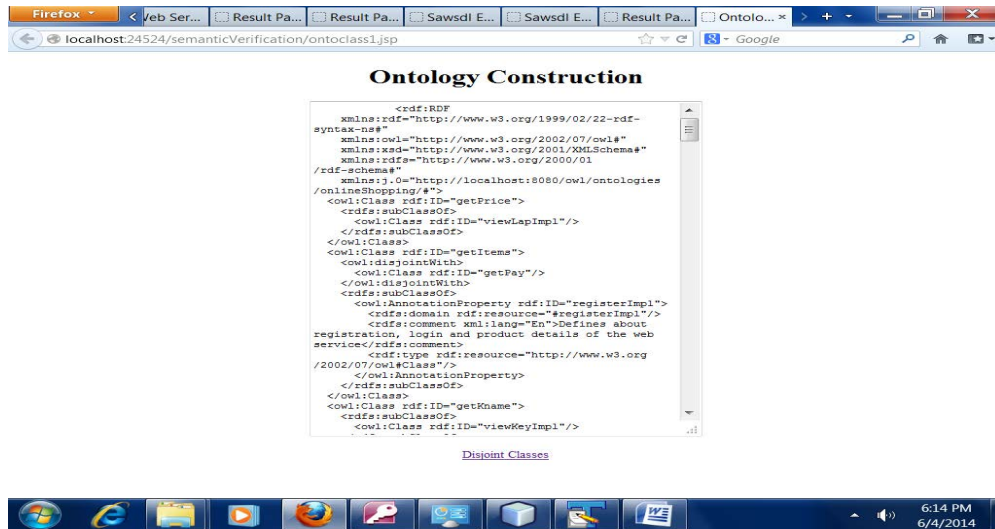 Firefox
Web Ser...
Result Pa...
Result Pa...
Sawsdl E...
Sawsdl E...
Result Pa...
Ontolo...
localhost:24524/semanticVerification/ontoclass1.jsp
Google
Ontology Construction
<rdf:RDF
xmlns:rdf="http://www.w3.org/1999/02/22-rdf-
syntax-ns#"
xmlns:owl="http://www.w3.org/2002/07/owl#"
xmlns:xsd="http://www.w3.org/2001/XMLSchema#"
xmlns:rdfs="http://www.w3.org/2000/01
/rdf-schema#"
xmlns:j.0="http://localhost:8080/owl/ontologies
/onlineShopping/#">
<owl:Class rdf:ID="getPrice">
<rdfs:subClassOf>
<owl:Class rdf:ID="viewLapImpl"/>
</rdfs:subClassOf>
</owl:Class>
<owl:Class rdf:ID="getItems">
<owl:disjointWith>
<owl:Class rdf:ID="getPay"/>
</owl:disjointWith>
<rdfs:subClassOf>
<owl:AnnotationProperty rdf:ID="registerImpl">
<rdfs:domain rdf:resource="#registerImpl"/>
<rdfs:comment xml:lang="En">Defines about
registration, login and product details of the web
service</rdfs:comment>
<rdf:type rdf:resource="http://www.w3.org
/2002/07/owl#Class"/>
</owl:AnnotationProperty>
</rdfs:subClassOf>
</owl:Class>
<owl:Class rdf:ID="getKname">
<rdfs:subClassOf>
<owl:Class rdf:ID="viewKeyImpl"/>
Disjoint Classes
6:14 PM
6/4/2014